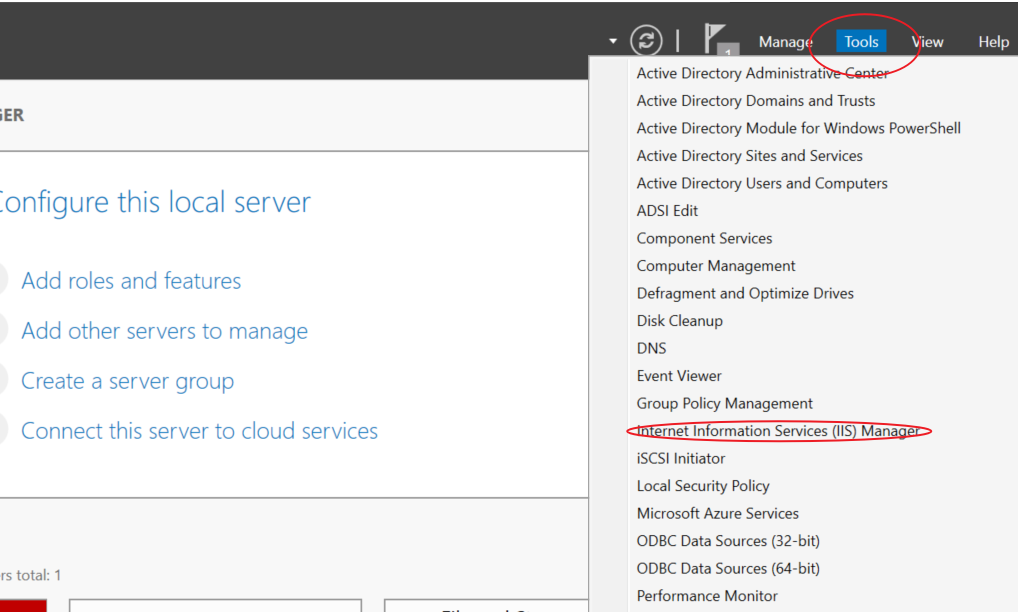 Manage Tools View Help
1
GER
Configure this local server
Add roles and features
Add other servers to manage
Create a server group
Connect this server to cloud services
ers total: 1
Active Directory Administrative Center
Active Directory Domains and Trusts
Active Directory Module for Windows PowerShell
Active Directory Sites and Services
Active Directory Users and Computers
ADSI Edit
Component Services
Computer Management
Defragment and Optimize Drives
Disk Cleanup
DNS
Event Viewer
Group Policy Management
Internet Information Services (IIS) Manager
iSCSI Initiator
Local Security Policy
Microsoft Azure Services
ODBC Data Sources (32-bit)
ODBC Data Sources (64-bit)
Performance Monitor